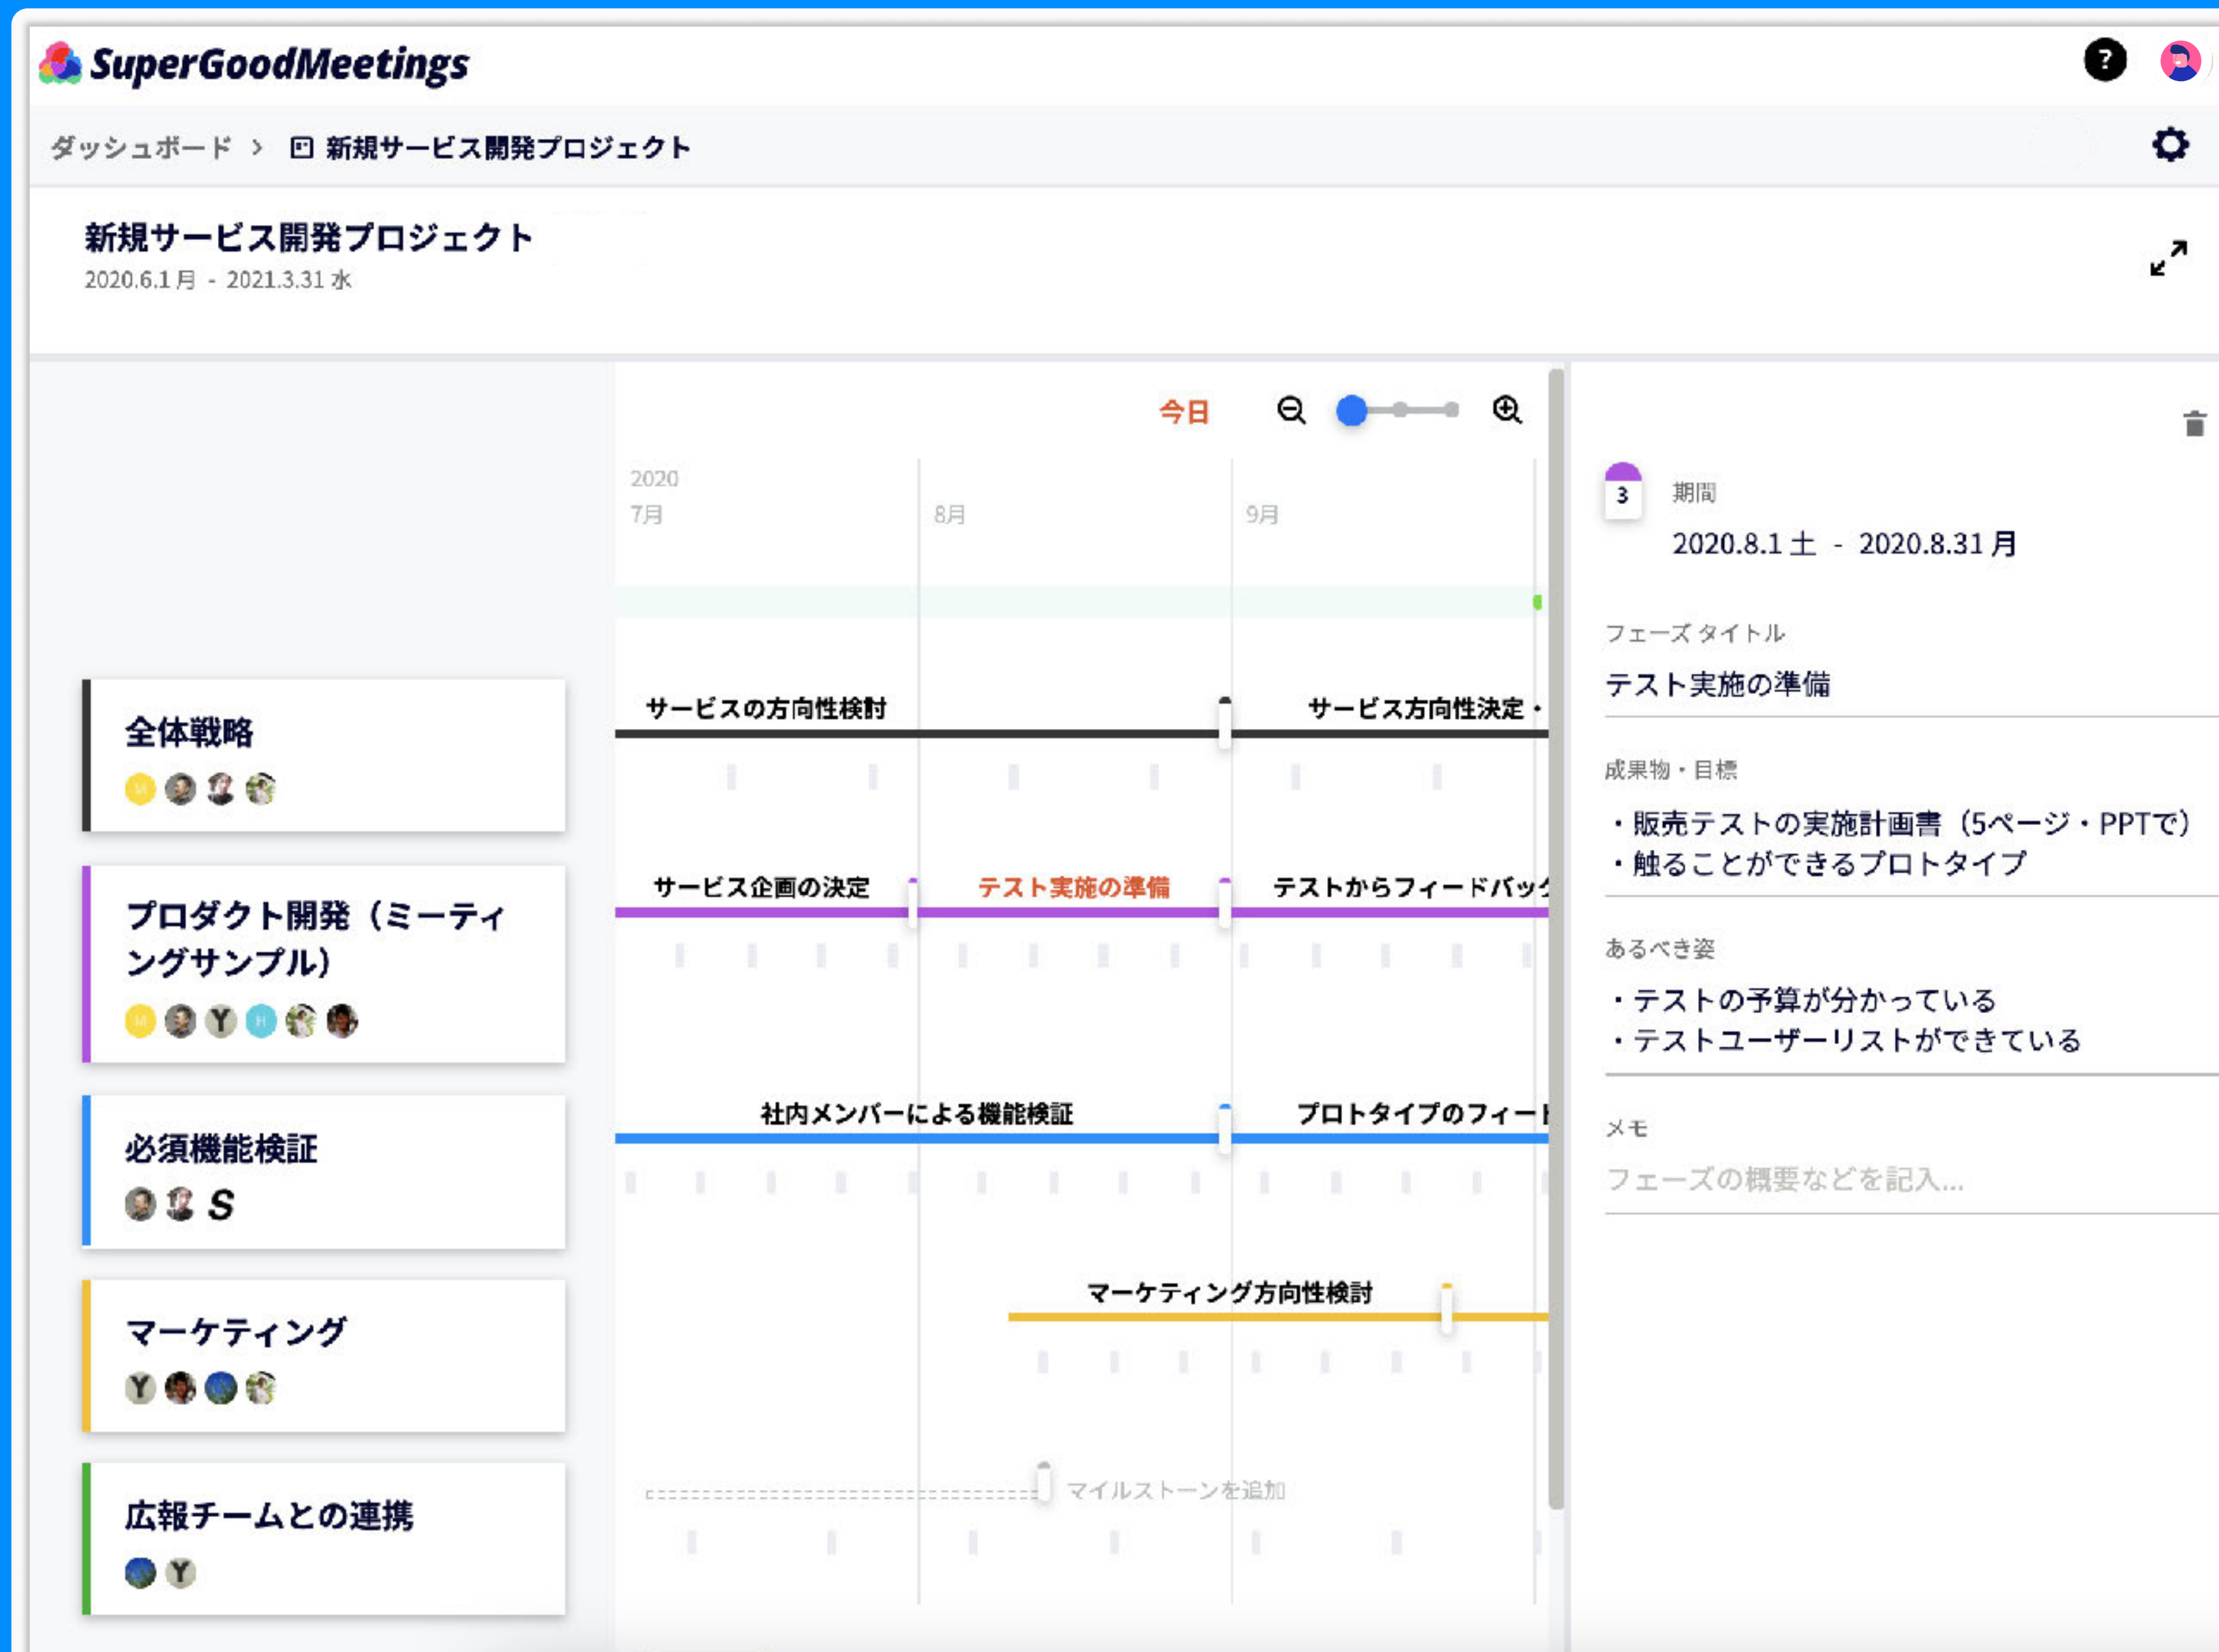 SuperGoodMeetings
?
ダッシュボード > 新規サービス開発プロジェクト
新規サービス開発プロジェクト
2020.6.1 月 - 2021.3.31 水
今日
2020
7月
8月
9月
全体戦略
M
サービスの方向性検討
サービス方向性決定・
プロダクト開発（ミーティ
ングサンプル）
M Y H
サービス企画の決定
テスト実施の準備
テストからフィードバック
必須機能検証
S
社内メンバーによる機能検証
プロトタイプのフィード
マーケティング
Y
マーケティング方向性検討
広報チームとの連携
Y
マイルストーンを追加
3
期間
2020.8.1 土 - 2020.8.31 月
フェーズ タイトル
テスト実施の準備
成果物・目標
・販売テストの実施計画書（5ページ・PPTで）
・触ることができるプロトタイプ
あるべき姿
・テストの予算が分かっている
・テストユーザーリストができている
メモ
フェーズの概要などを記入...